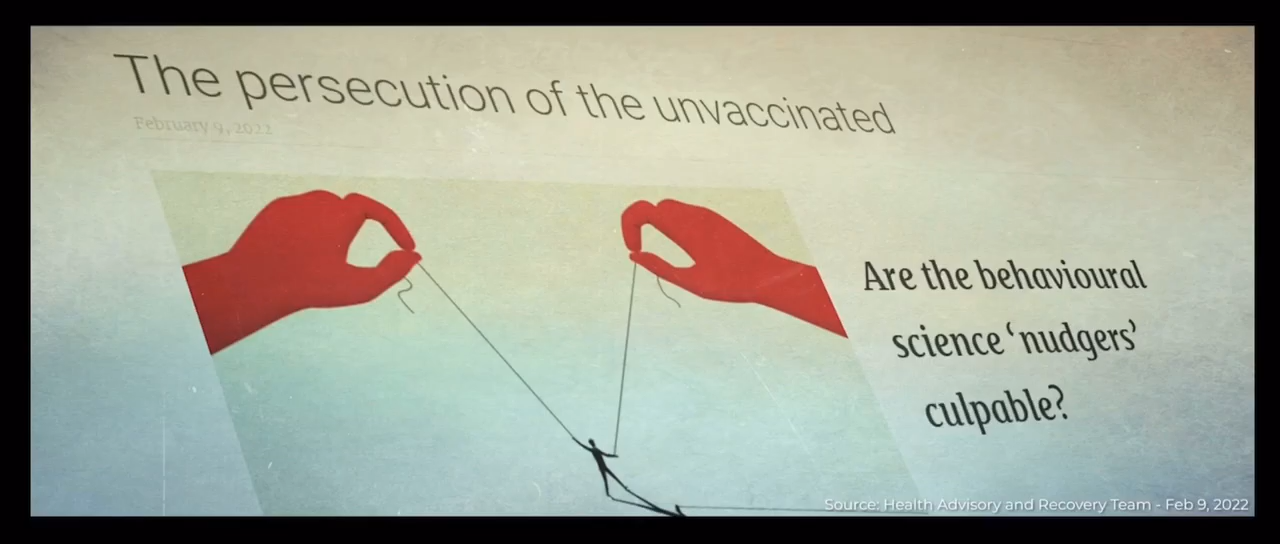 The persecution of the unvaccinated
February 9, 2022
Are the behavioural
science ‘nudgers’
culpable?
Source: Health Advisory and Recovery Team - Feb 9, 2022